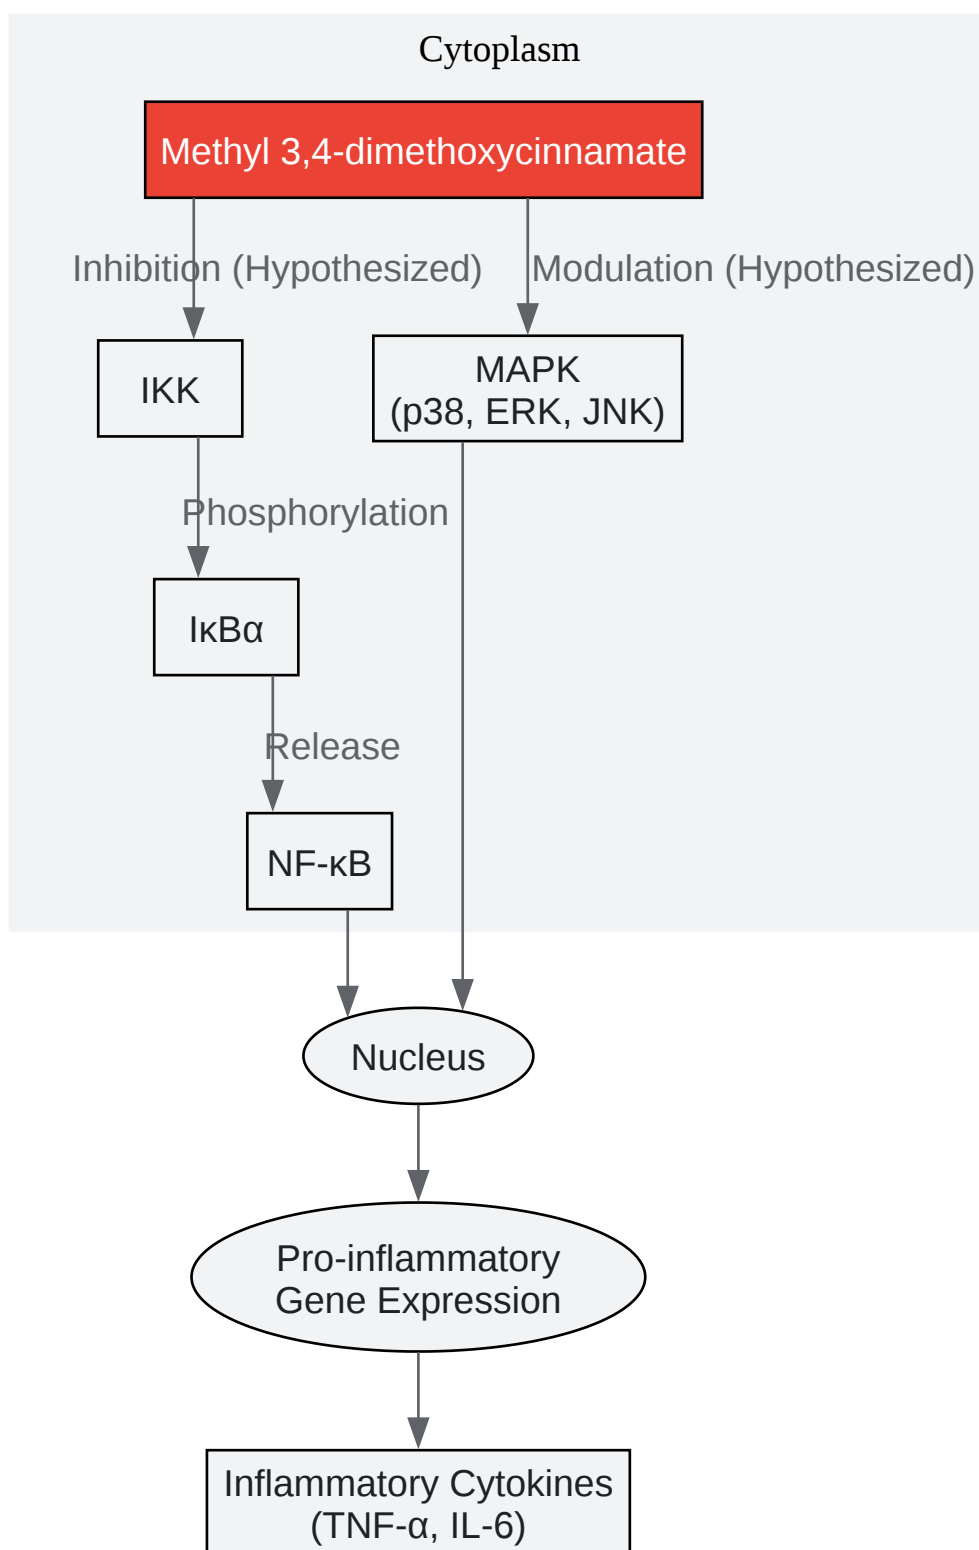 Cytoplasm
Methyl 3,4-dimethoxycinnamate
Inhibition (Hypothesized)
Modulation (Hypothesized)
IKK
MAPK
(p38, ERK, JNK)
Phosphorylation
IκBα
Release
NF-κB
Nucleus
Pro-inflammatory
Gene Expression
Inflammatory Cytokines
(TNF-α, IL-6)